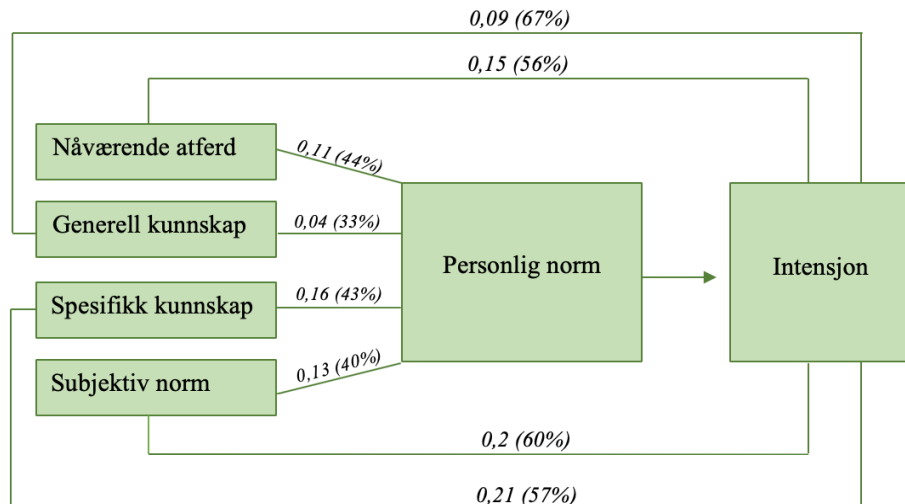 0,09 (67%)
0,15 (56%)
Nåværende atferd
0,11 (44%)
Generell kunnskap
0,04 (33%)
Personlig norm
Intensjon
Spesifikk kunnskap
0,16 (43%)
Subjektiv norm
0,13 (40%)
0,2 (60%)
0,21 (57%)